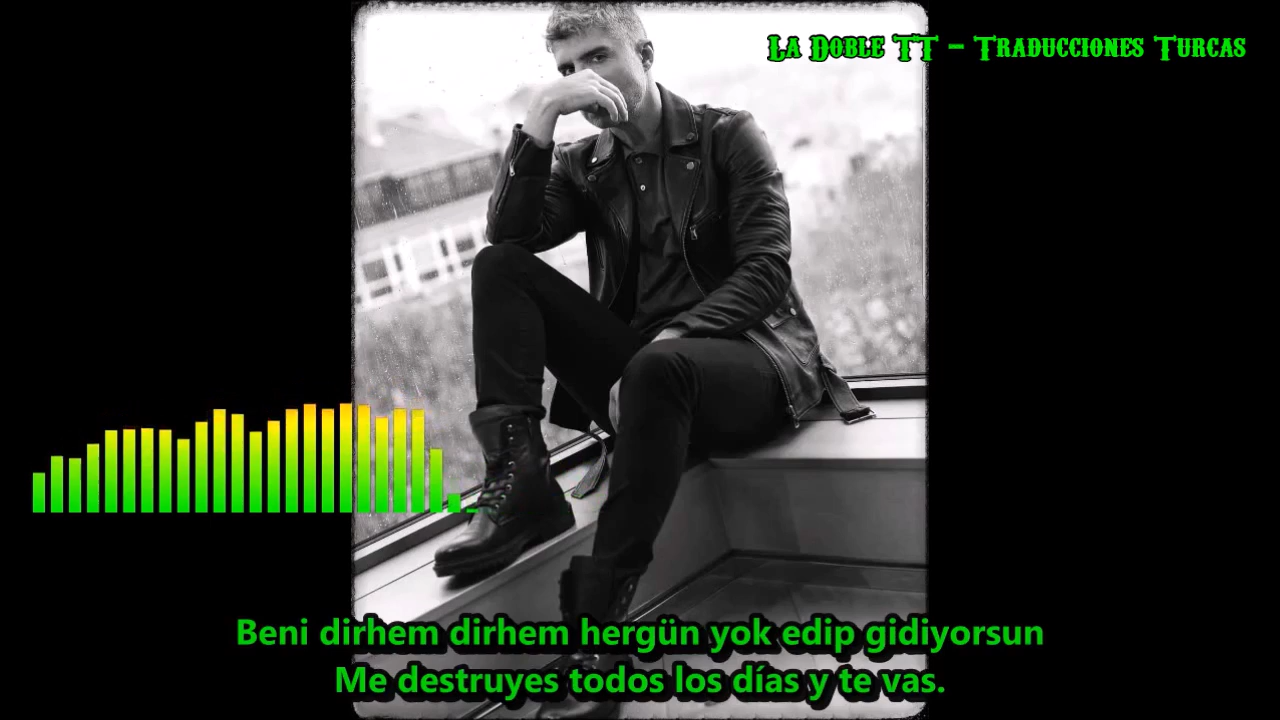 La Doble TT - Traducciones Turcas
Beni dirhem dirhem hergün yok edip gidiyorsun
Me destruyes todos los días y te vas.